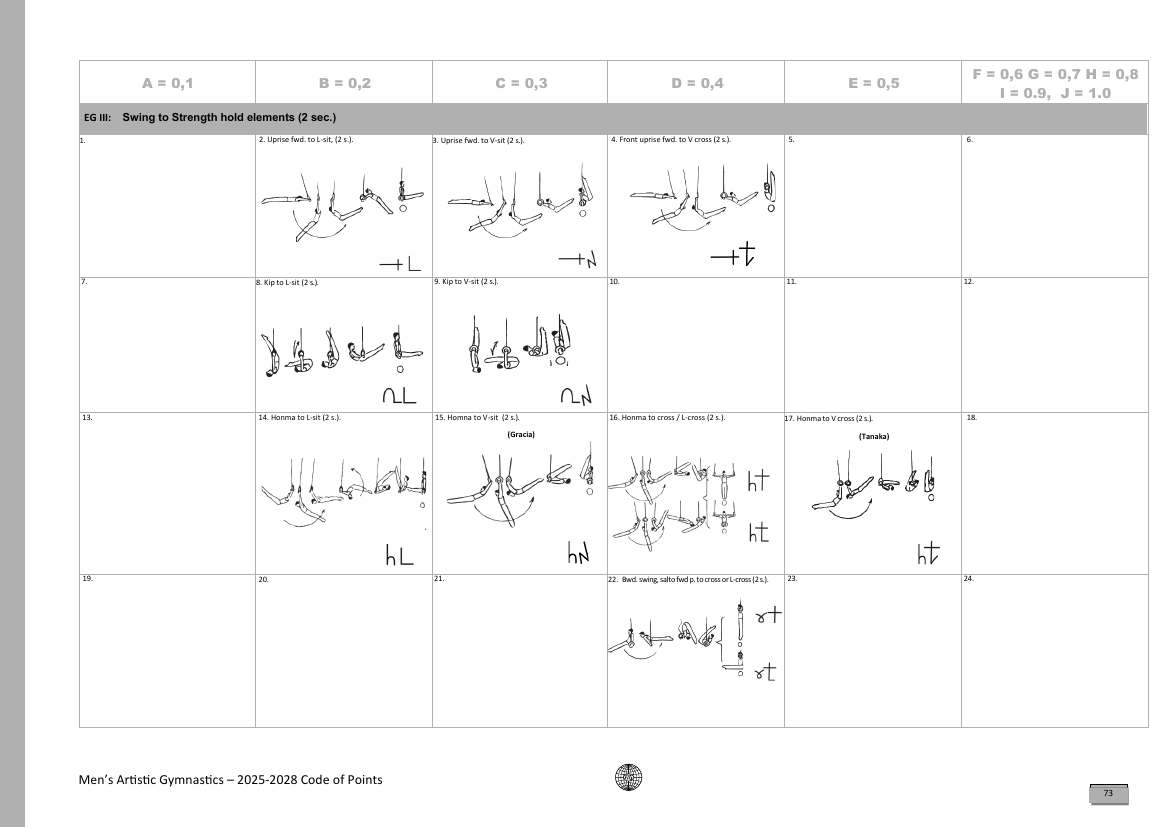 A = 0,1
B = 0,2
C = 0,3
D = 0,4
E = 0,5
F = 0,6 G = 0,7 H = 0,8
I = 0.9, J = 1.0
EG III: Swing to Strength hold elements (2 sec.)
1.
2. Uprise fwd. to L-sit, (2 s.).
3. Uprise fwd. to V-sit (2 s.).
4. Front uprise fwd. to V cross (2 s.).
5.
6.
7.
8. Kip to L-sit (2 s.).
9. Kip to V-sit (2 s.).
10.
11.
12.
13.
14. Honma to L-sit (2 s.).
15. Homna to V-sit (2 s.).
(Gracia)
16. Honma to cross / L-cross (2 s.).
17. Honma to V cross (2 s.).
(Tanaka)
18.
19.
20.
21.
22. Bwd. swing, salto fwd p. to cross or L-cross (2 s.).
23.
24.
Men's Artistic Gymnastics – 2025-2028 Code of Points
73